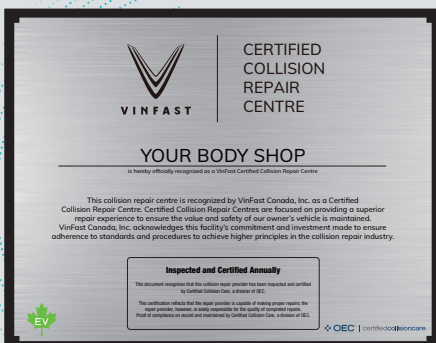 VINFAST
CERTIFIED
COLLISION
REPAIR
CENTRE
YOUR BODY SHOP
is hereby officially recognized as a VinFast Certified Collision Repair Centre
This collision repair centre is recognized by VinFast Canada, Inc. as a Certified
Collision Repair Centre. Certified Collision Repair Centres are focused on providing a superior
repair experience to ensure the value and safety of our owner's vehicle is maintained.
VinFast Canada, Inc. acknowledges this facility's commitment and investment made to ensure
adherence to standards and procedures to achieve higher principles in the collision repair industry.
Inspected and Certified Annually
This document recognizes that this collision repair provider has been inspected and certified
by Certified Collision Care, a division of OEC.
This certification reflects that the repair provider is capable of making proper repairs; the
repair provider, however, is solely responsible for the quality of completed repairs.
Proof of compliance on record and maintained by Certified Collision Care, a division of OEC.
EV
OEC | certifiedcollisioncare